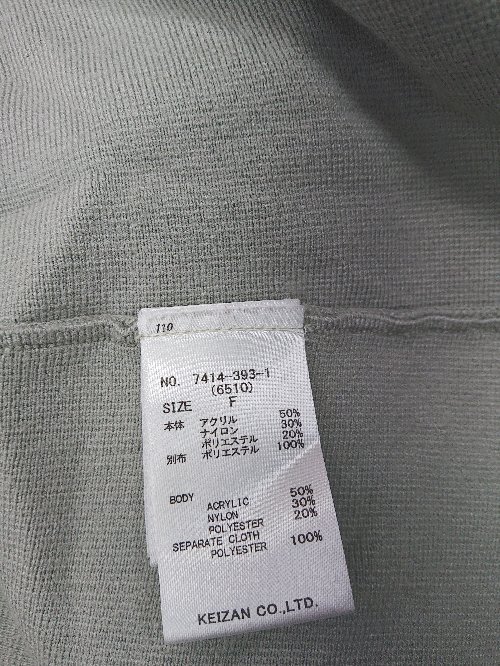 110
NO. 7414-393-1
(6510)
SIZE F
本体 アクリル 50%
ナイロン 30%
ポリエステル 20%
別布 ポリエステル 100%
BODY
ACRYLIC 50%
NYLON 30%
POLYESTER 20%
SEPARATE CLOTH
POLYESTER 100%
KEIZAN CO.,LTD.